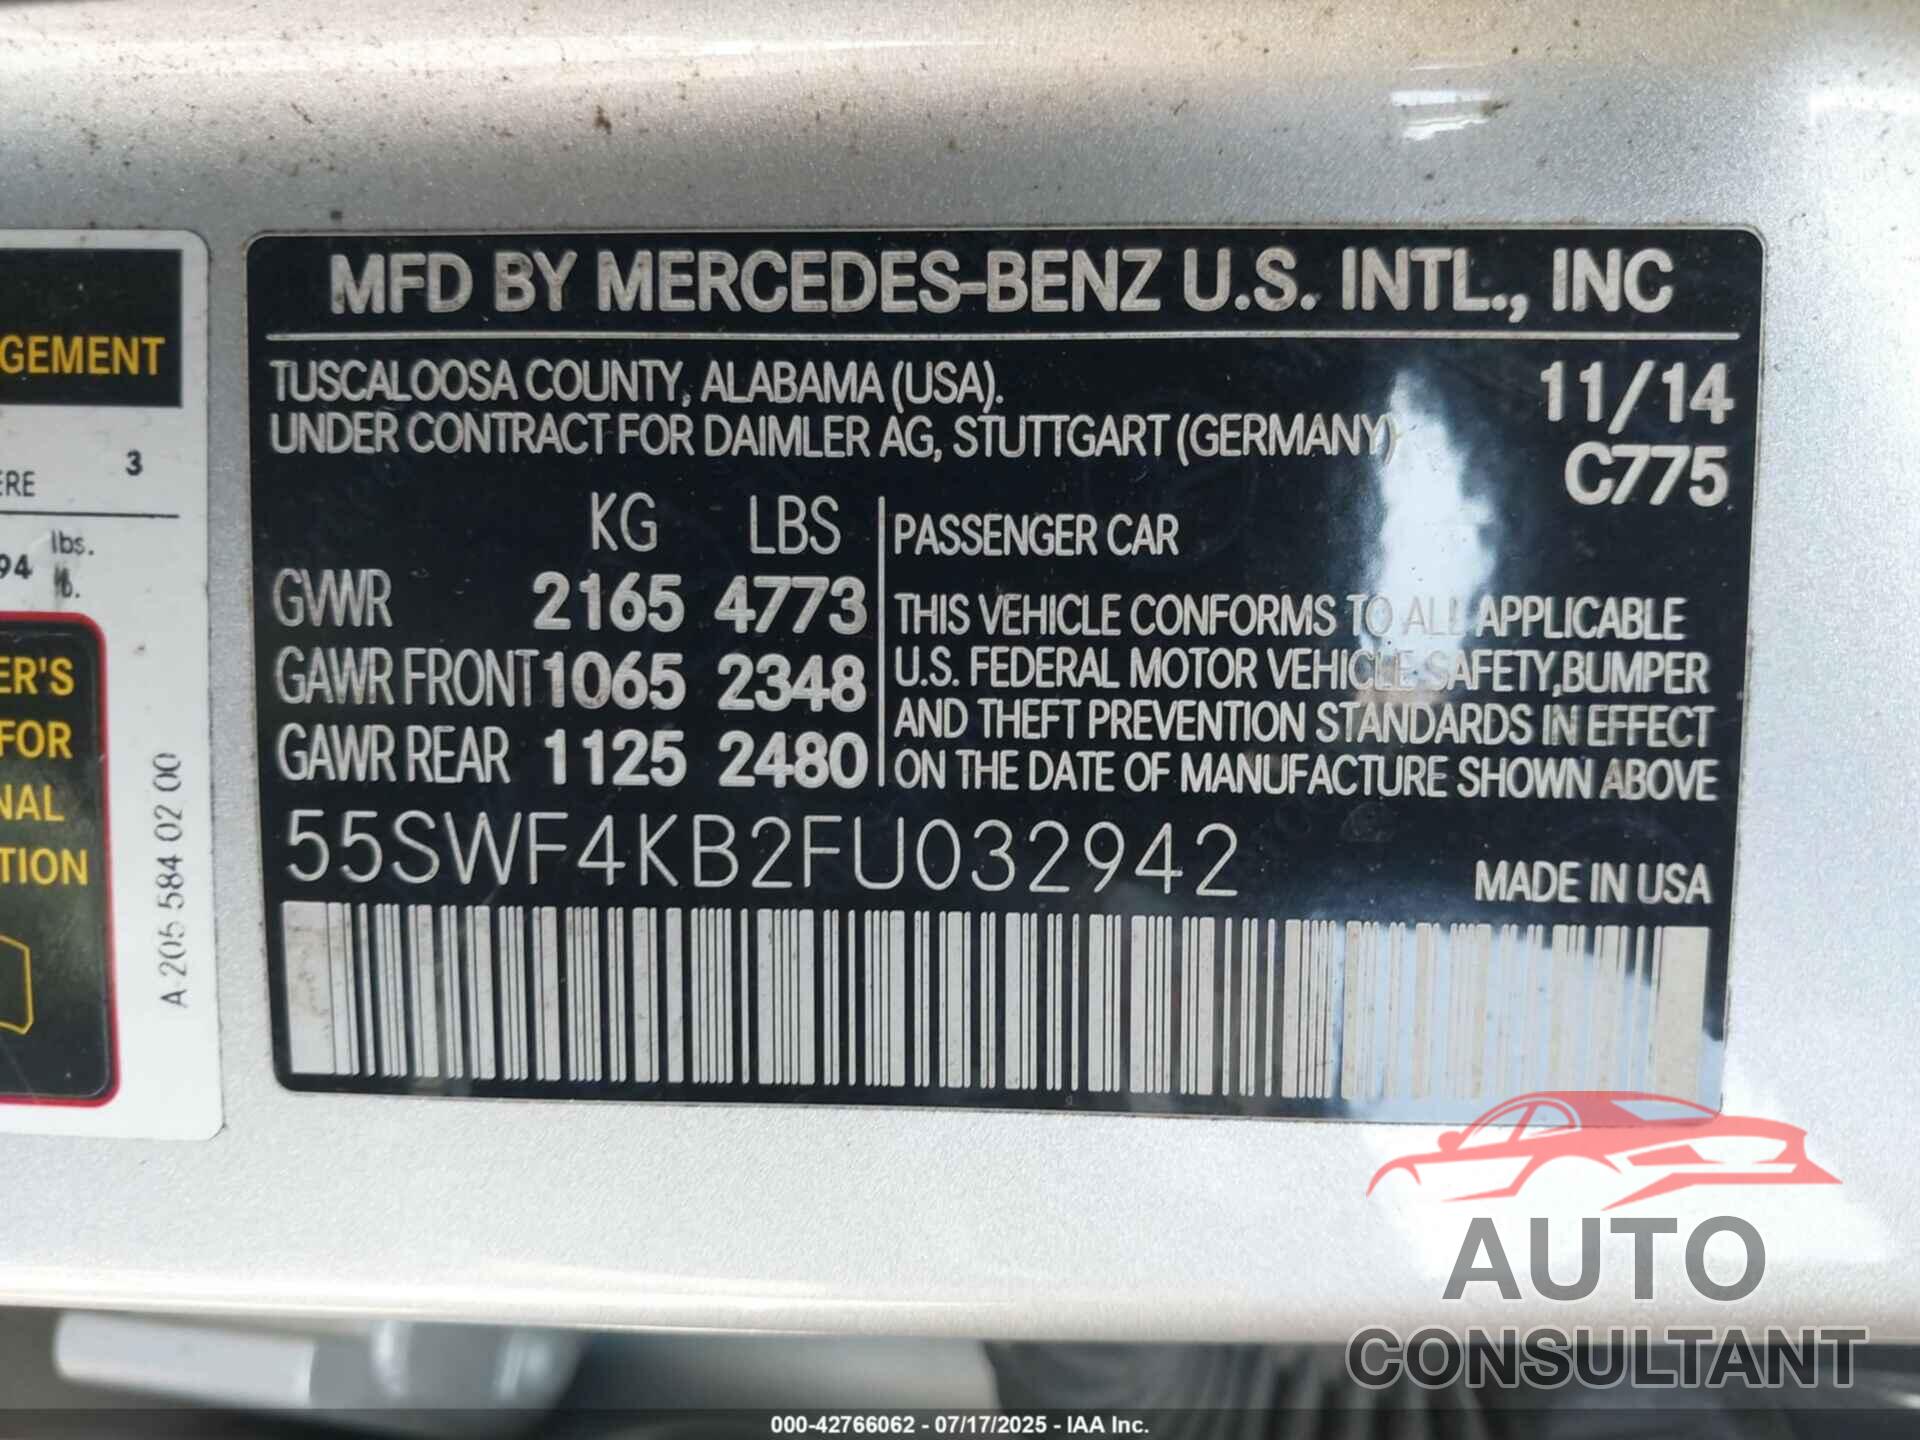 GEMENT
ERE 3
94 lbs.
lb.
ER'S
FOR
NAL
TION
A 205 584 02 00
MFD BY MERCEDES-BENZ U.S. INTL., INC
TUSCALOOSA COUNTY, ALABAMA (USA). 11/14
UNDER CONTRACT FOR DAIMLER AG, STUTTGART (GERMANY) C775
KG LBS
GVWR 2165 4773
GAWR FRONT 1065 2348
GAWR REAR 1125 2480
PASSENGER CAR
THIS VEHICLE CONFORMS TO ALL APPLICABLE
U.S. FEDERAL MOTOR VEHICLE SAFETY, BUMPER
AND THEFT PREVENTION STANDARDS IN EFFECT
ON THE DATE OF MANUFACTURE SHOWN ABOVE
55SWF4KB2FU032942
MADE IN USA
AUTO
CONSULTANT
000-42766062 - 07/17/2025 - IAA Inc.